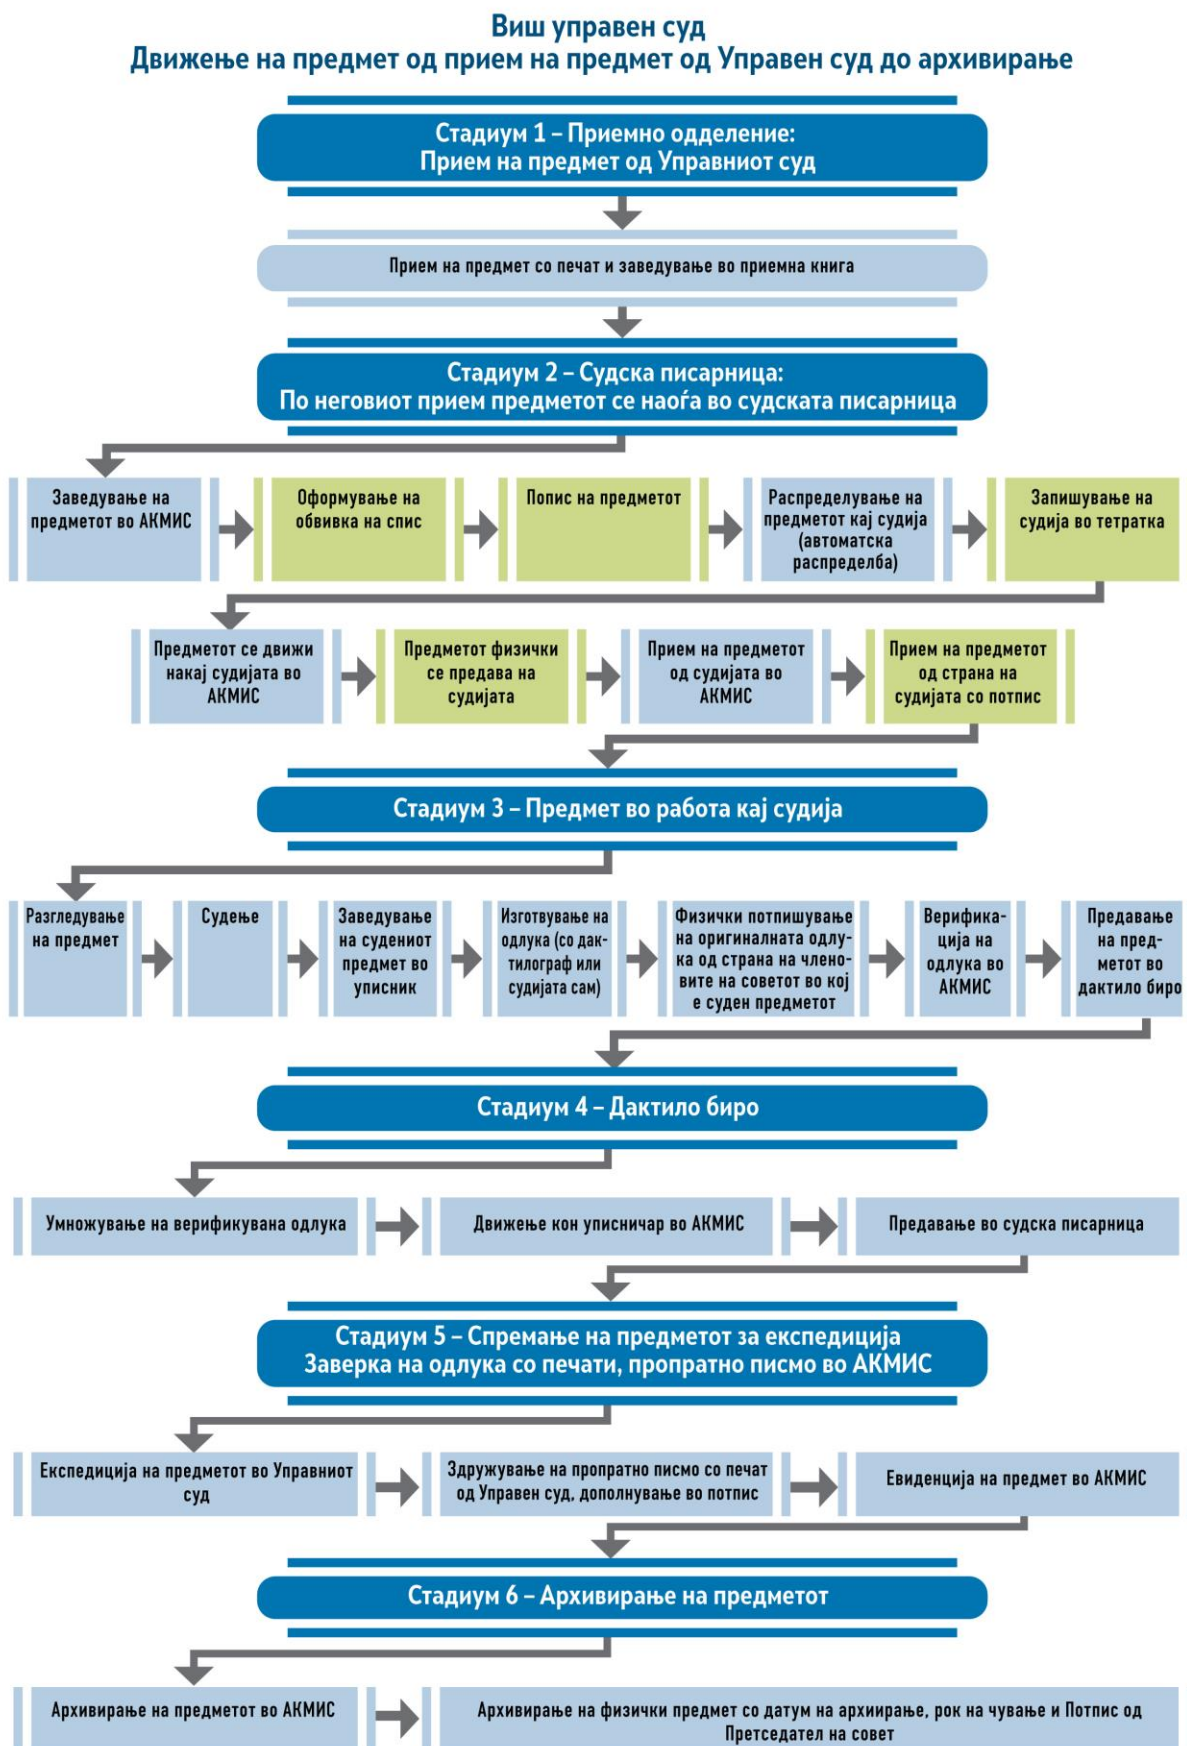 Виш управен суд
Движење на предмет од прием на предмет од Управен суд до архивирање
Стадиум 1 – Приемно одделение:
Прием на предмет од Управниот суд
Прием на предмет со печат и заведување во приемна книга
Стадиум 2 – Судска писарница:
По неговиот прием предметот се наоѓа во судската писарница
Заведување на
предметот во АКМИС
Оформување на
обвивка на спис
Попис на предметот
Распределување на
предметот кај судија
(автоматска
распределба)
Запишување на
судија во тетратка
Предметот се движи
накај судијата во
АКМИС
Предметот физички
се предава на
судијата
Прием на предметот
од судијата во
АКМИС
Прием на предметот
од страна на
судијата со потпис
Стадиум 3 – Предмет во работа кај судија
Разгледување
на предмет
Судење
Заведување
на судениот
предмет во
уписник
Изготвување на
одлука (со дак-
тилограф или
судијата сам)
Физички потпишување
на оригиналната одлу-
ка од страна на члено-
вите на советот во кој
е суден предметот
Верифика-
ција на
одлука во
АКМИС
Предавање
на пред-
метот во
дактило биро
Стадиум 4 – Дактило биро
Умножување на верификувана одлука
Движење кон уписничар во АКМИС
Предавање во судска писарница
Стадиум 5 – Спремање на предметот за експедиција
Заверка на одлука со печати, пропратно писмо во АКМИС
Експедиција на предметот во Управниот
суд
Здружување на пропратно писмо со печат
од Управен суд, дополнување во потпис
Евиденција на предмет во АКМИС
Стадиум 6 – Архивирање на предметот
Архивирање на предметот во АКМИС
Архивирање на физички предмет со датум на архиирање, рок на чување и Потпис од
Претседател на совет